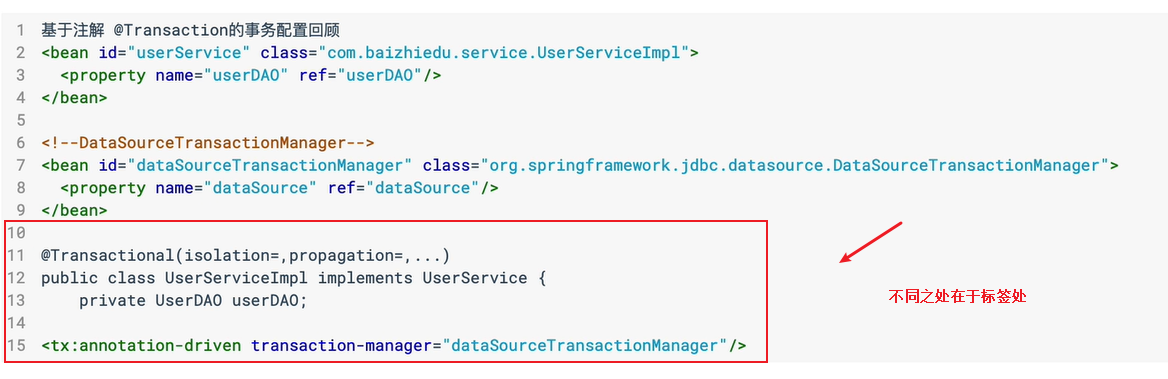 1 基于注解 @Transaction的事务配置回顾
2 <bean id="userService" class="com.baizhiedu.service.UserServiceImpl">
3 <property name="userDAO" ref="userDAO"/>
4 </bean>
5
6 <!--DataSourceTransactionManager-->
7 <bean id="dataSourceTransactionManager" class="org.springframework.jdbc.datasource.DataSourceTransactionManager">
8 <property name="dataSource" ref="dataSource"/>
9 </bean>
10
11 @Transactional(isolation=,propagation=,...)
12 public class UserServiceImpl implements UserService {
13 private UserDAO userDAO;
不同之处在于标签处
14
15 <tx:annotation-driven transaction-manager="dataSourceTransactionManager"/>